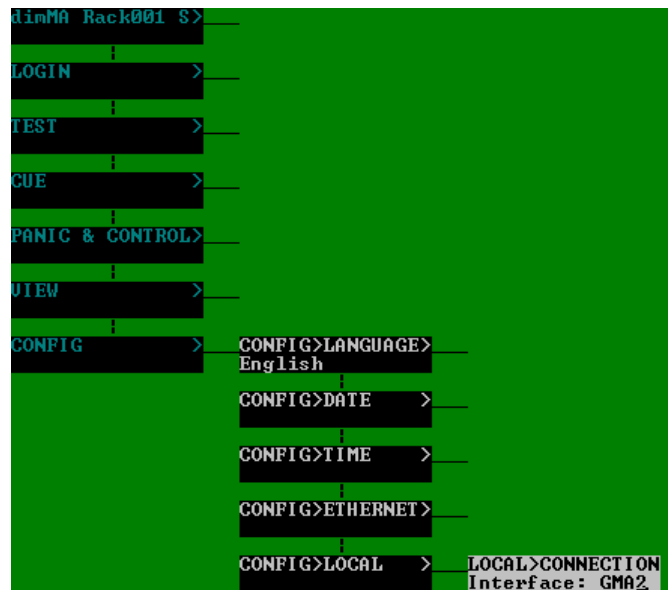 dimMA Rack001 S>
LOGIN >
TEST >
CUE >
PANIC & CONTROL>
VIEW >
CONFIG >
CONFIG>LANGUAGE>
English
CONFIG>DATE >
CONFIG>TIME >
CONFIG>ETHERNET>
CONFIG>LOCAL >
LOCAL>CONNECTION
Interface: GMA2